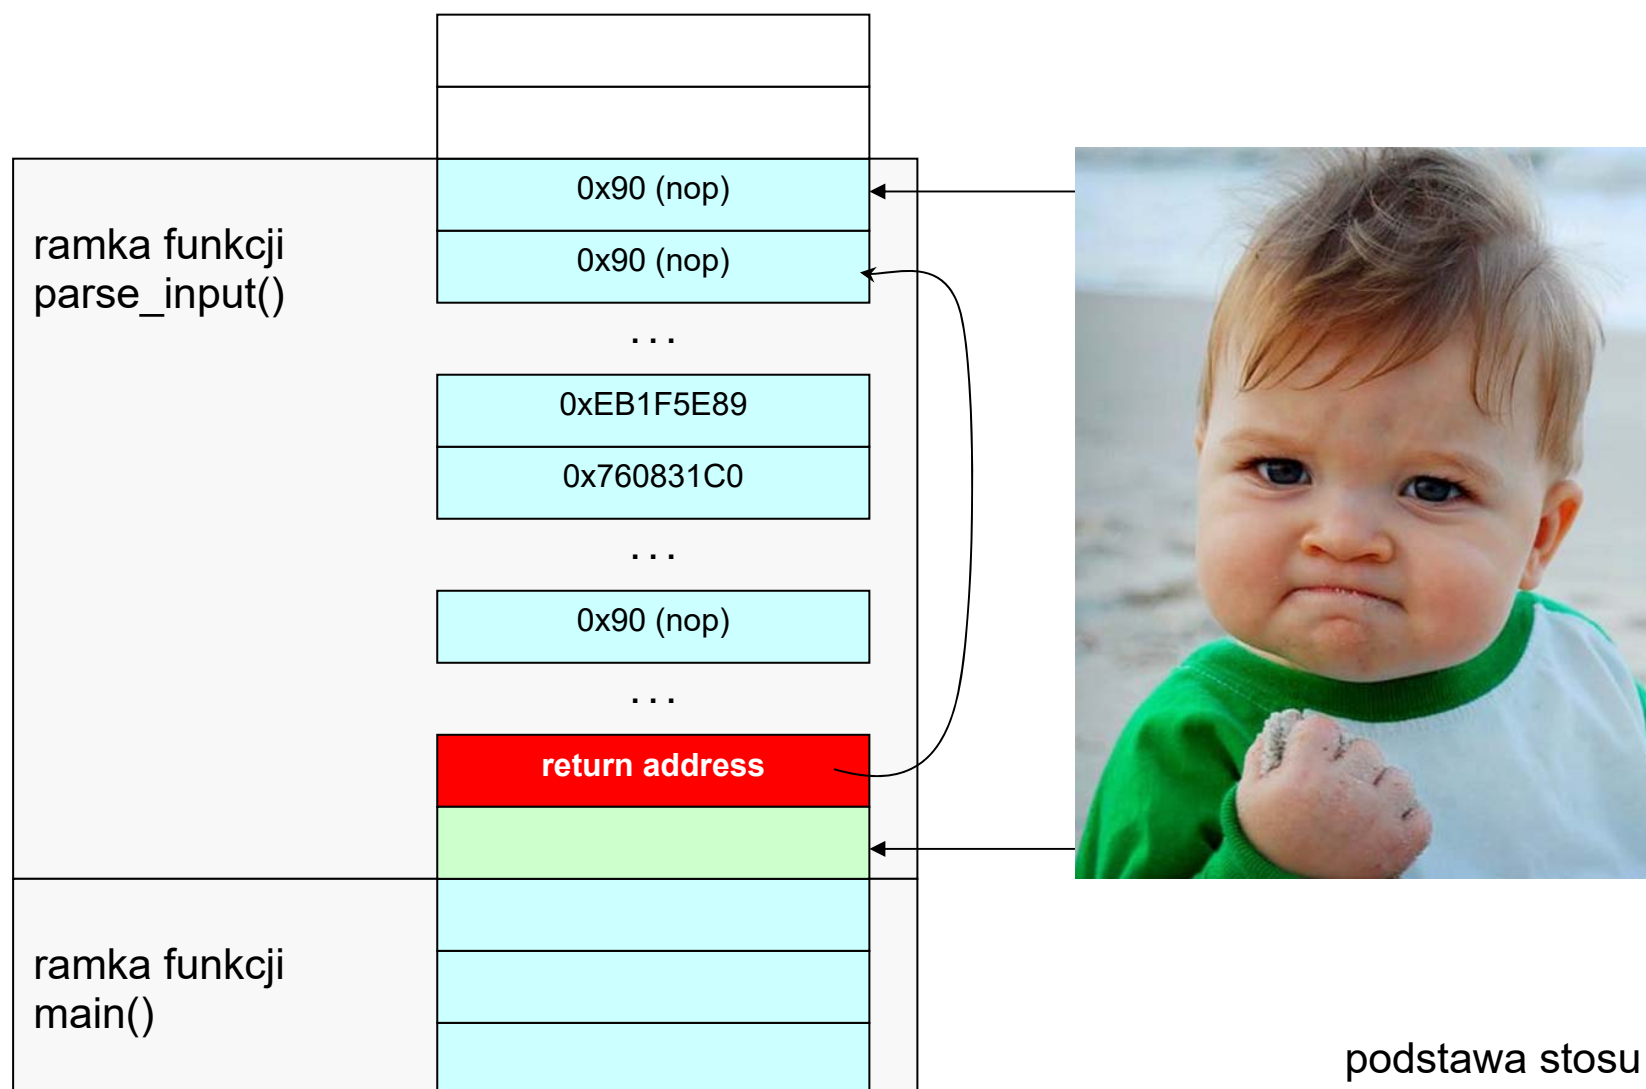 0x90 (nop)
ramka funkcji
parse_input()
0x90 (nop)
...
0xEB1F5E89
0x760831C0
...
0x90 (nop)
...
return address
ramka funkcji
main()
podstawa stosu